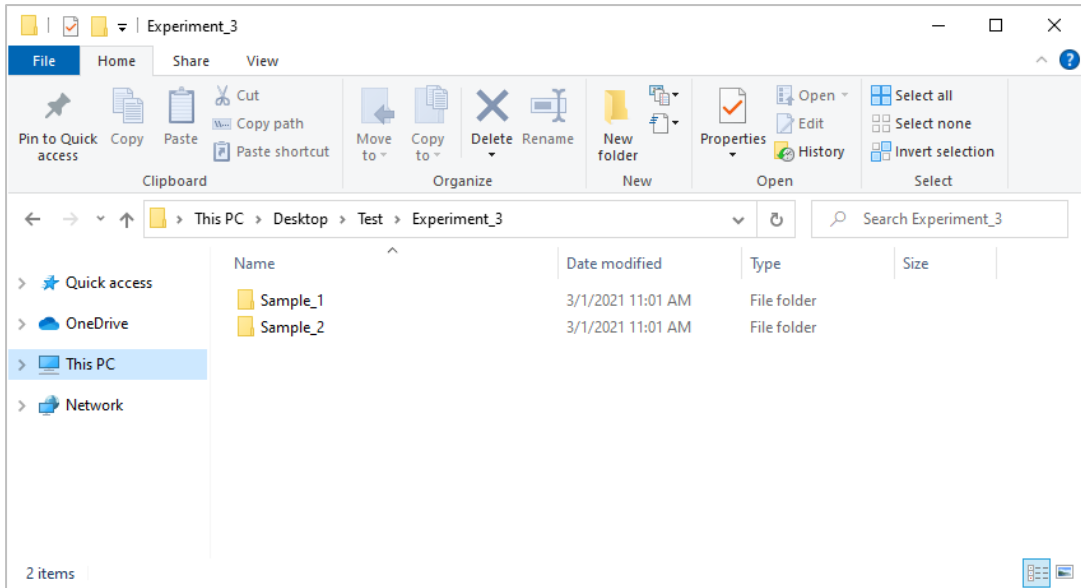 Experiment_3
File Home Share View
Pin to Quick access
Copy
Paste
Cut
Copy path
Paste shortcut
Clipboard
Move to
Copy to
Delete
Rename
Organize
New folder
New
Properties
Open
Edit
History
Open
Select all
Select none
Invert selection
Select
This PC > Desktop > Test > Experiment_3
Search Experiment_3
Name Date modified Type Size
Quick access
OneDrive
This PC
Network
Sample_1 3/1/2021 11:01 AM File folder
Sample_2 3/1/2021 11:01 AM File folder
2 items